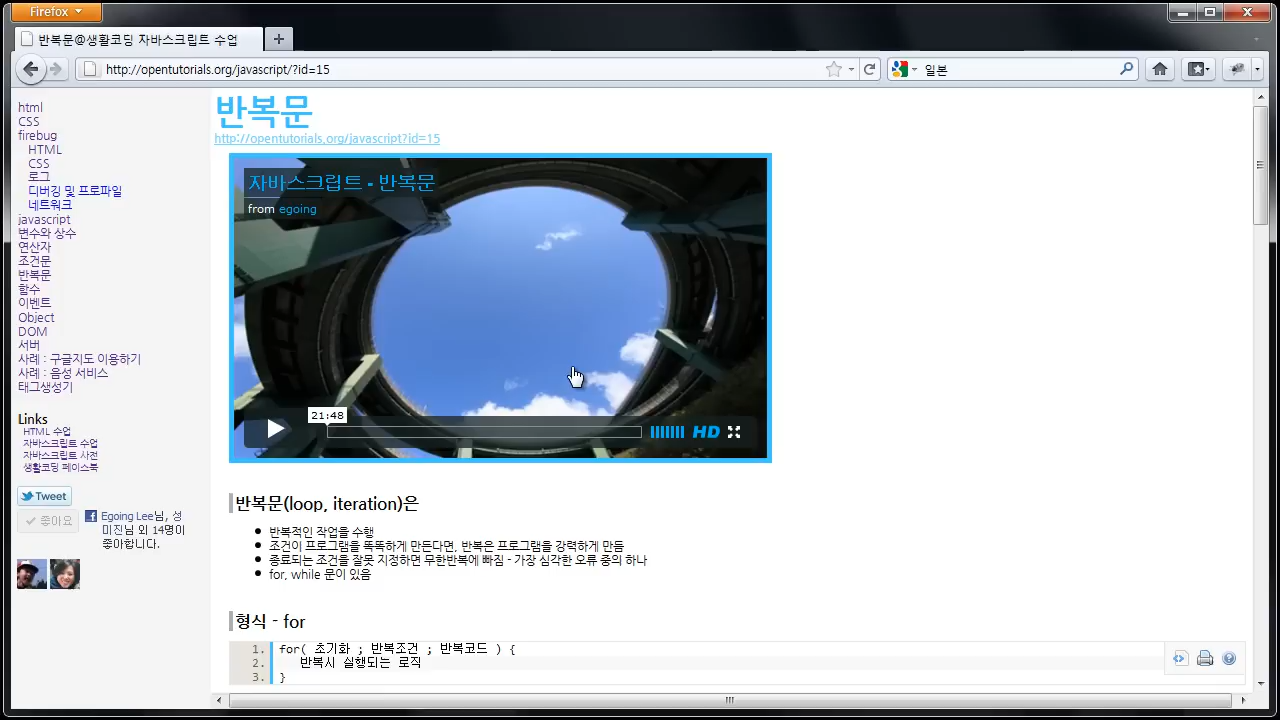 Firefox
반복문@생활코딩 자바스크립트 수업
http://opentutorials.org/javascript/?id=15
일본
html
CSS
firebug
HTML
CSS
로그
디버깅 및 프로파일
네트워크
javascript
변수와 상수
연산자
조건문
반복문
함수
이벤트
Object
DOM
서버
사례 : 구글지도 이용하기
사례 : 음성 서비스
태그생성기
Links
HTML 수업
자바스크립트 수업
자바스크립트 사전
생활코딩 페이스북
Tweet
좋아요
Egoing Lee님, 성
미진님 외 14명이
좋아합니다.
반복문
http://opentutorials.org/javascript?id=15
자바스크립트 - 반복문
from egoing
21:48
HD
반복문(loop, iteration)은
반복적인 작업을 수행
조건이 프로그램을 똑똑하게 만든다면, 반복은 프로그램을 강력하게 만듬
종료되는 조건을 잘못 지정하면 무한반복에 빠짐 - 가장 심각한 오류 중의 하나
for, while 문이 있음
형식 - for
1. for( 초기화 ; 반복조건 ; 반복코드 ) {
2. 반복시 실행되는 로직
3. }